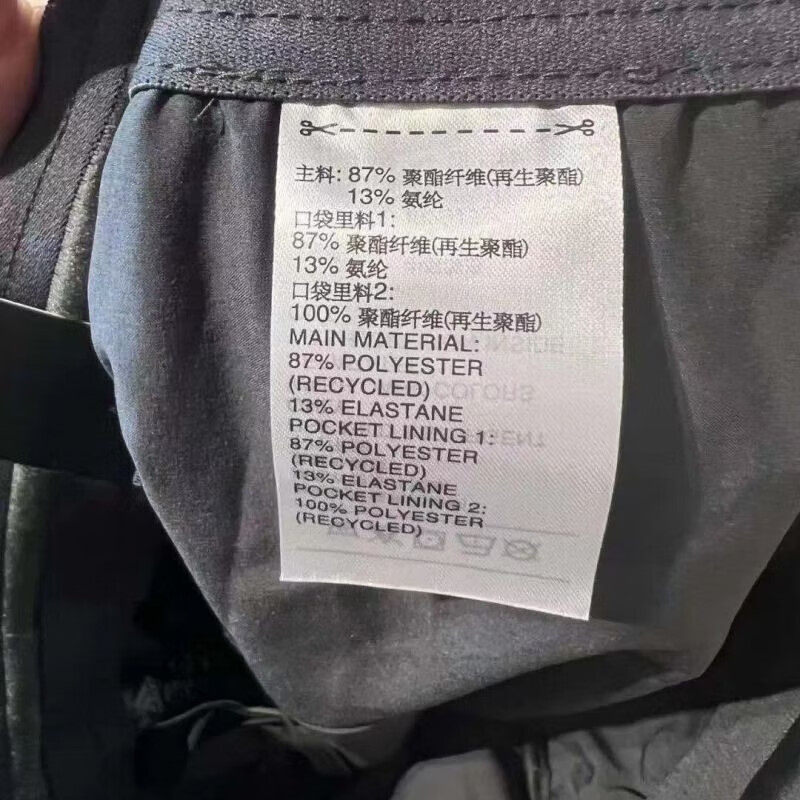 主料: 87% 聚酯纤维(再生聚酯)
13% 氨纶
口袋里料1:
87% 聚酯纤维(再生聚酯)
13% 氨纶
口袋里料2:
100% 聚酯纤维(再生聚酯)
MAIN MATERIAL:
87% POLYESTER
(RECYCLED)
13% ELASTANE
POCKET LINING 1:
87% POLYESTER
(RECYCLED)
13% ELASTANE
POCKET LINING 2:
100% POLYESTER
(RECYCLED)